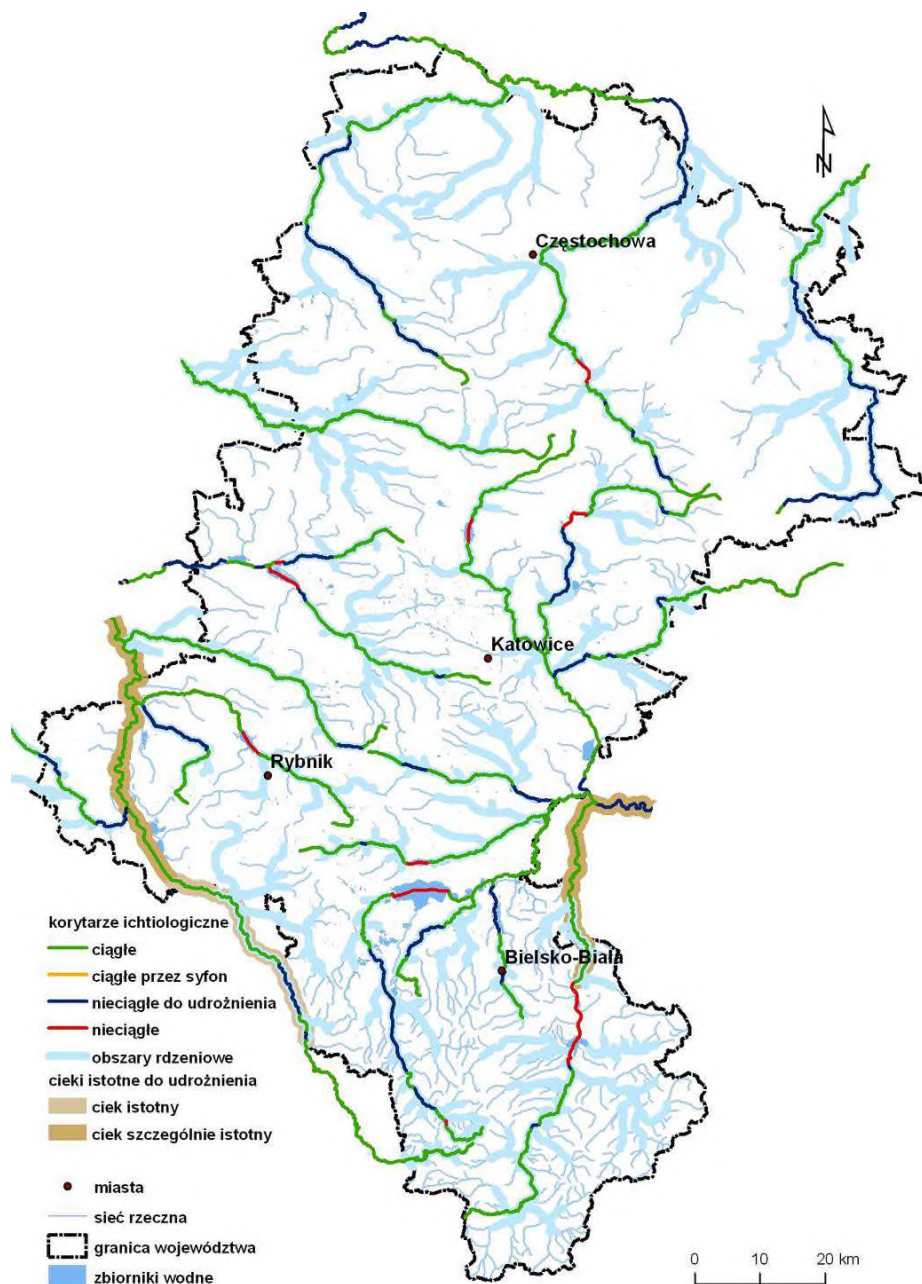 N
Częstochowa
Katowice
Rybnik
Bielsko-Biała
korytarze ichtiologiczne
ciągłe
ciągłe przez syfon
nieciągłe do udrożnienia
nieciągłe
obszary rdzeniowe
cieki istotne do udrożnienia
ciek istotny
ciek szczególnie istotny
miasta
sieć rzeczna
granica województwa
zbiorniki wodne
0 10 20 km